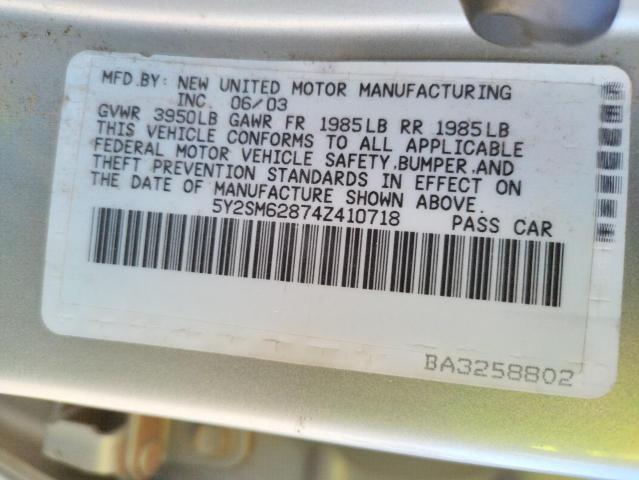 MFD.BY: NEW UNITED MOTOR MANUFACTURING
INC. 06/03
GVWR 3950LB GAWR FR 1985LB RR 1985LB
THIS VEHICLE CONFORMS TO ALL APPLICABLE
FEDERAL MOTOR VEHICLE SAFETY,BUMPER,AND
THEFT PREVENTION STANDARDS IN EFFECT ON
THE DATE OF MANUFACTURE SHOWN ABOVE.
5Y2SM62874Z410718 PASS CAR
BA3258802